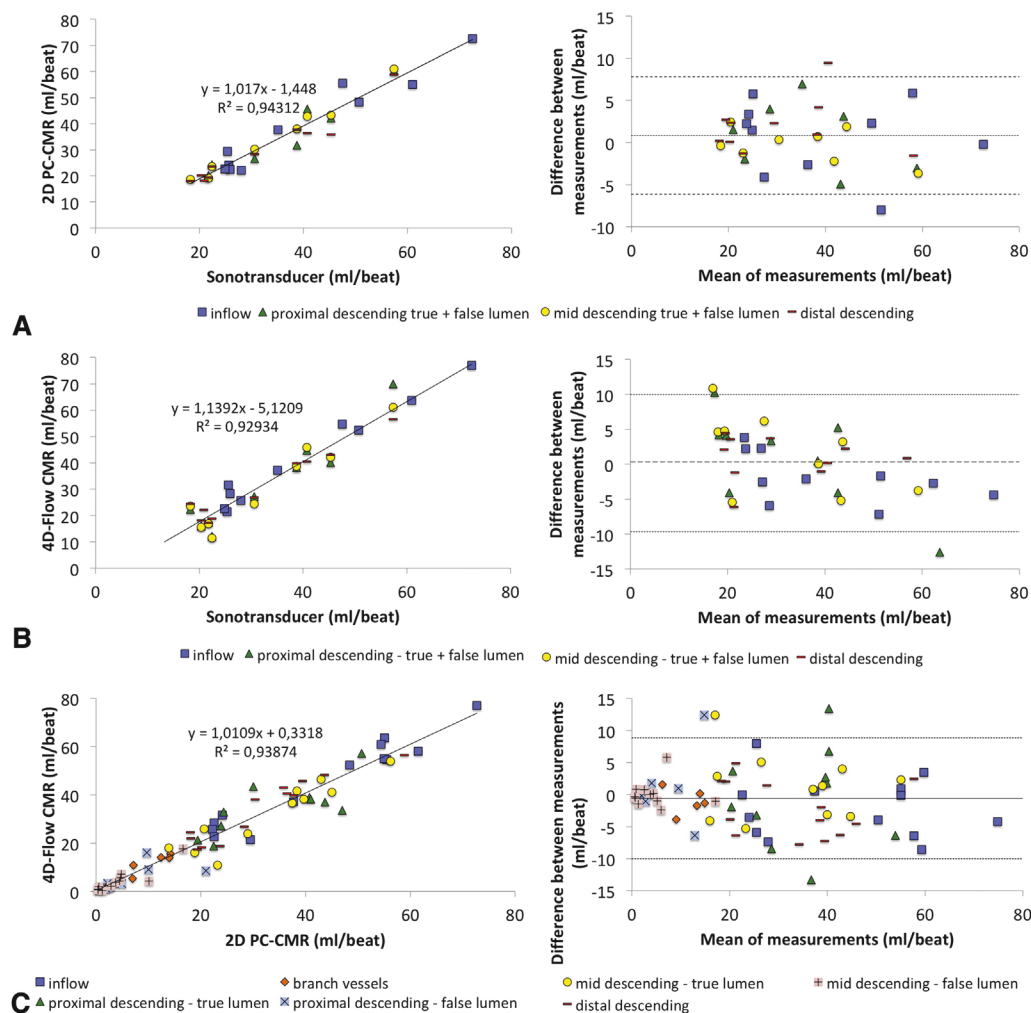 80
70
60
50
40
30
20
10
0
2D PC-CMR (ml/beat)
y = 1,017x - 1,448
R² = 0,94312
0 20 40 60 80
Sonotransducer (ml/beat)
15
10
5
0
-5
-10
Difference between
measurements (ml/beat)
0 20 40 60 80
Mean of measurements (ml/beat)
inflow proximal descending true + false lumen mid descending true + false lumen distal descending
A
80
70
60
50
40
30
20
10
0
4D-Flow CMR (ml/beat)
y = 1,1392x - 5,1209
R² = 0,92934
0 20 40 60 80
Sonotransducer (ml/beat)
15
10
5
0
-5
-10
-15
Difference between
measurements (ml/beat)
0 20 40 60 80
Mean of measurements (ml/beat)
inflow proximal descending - true + false lumen mid descending - true + false lumen distal descending
B
80
60
40
20
0
4D-Flow CMR (ml/beat)
y = 1,0109x + 0,3318
R² = 0,93874
0 20 40 60 80
2D PC-CMR (ml/beat)
15
10
5
0
-5
-10
-15
Difference between measurements
(ml/beat)
0 20 40 60 80
Mean of measurements (ml/beat)
inflow branch vessels mid descending - true lumen mid descending - false lumen
proximal descending - true lumen proximal descending - false lumen distal descending
C